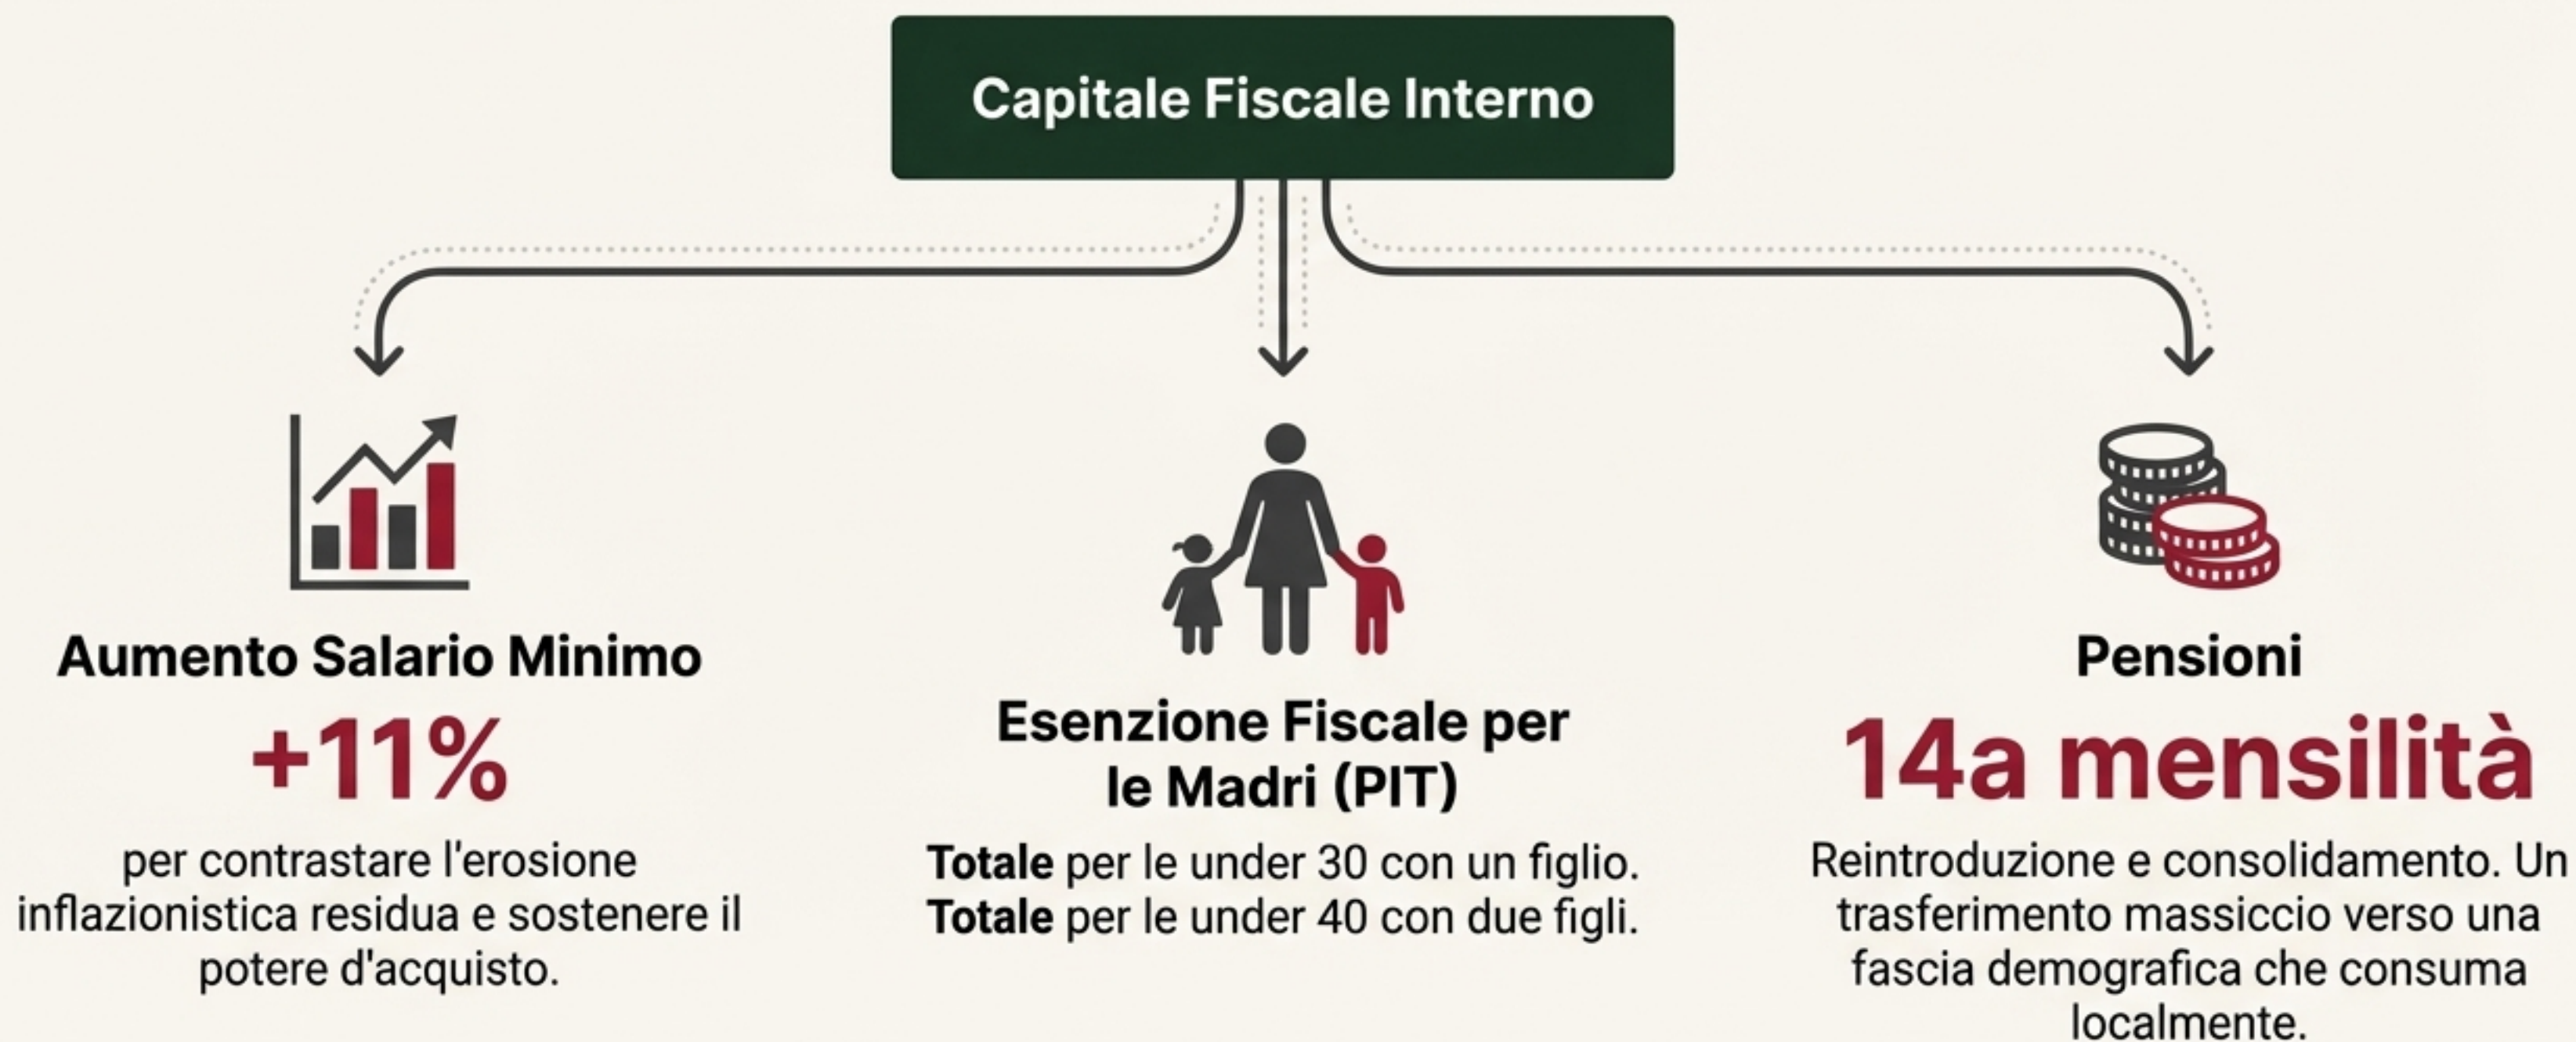 Capitale Fiscale Interno
Aumento Salario Minimo
+11%
per contrastare l'erosione
inflazionistica residua e sostenere il
potere d'acquisto.
Esenzione Fiscale per
le Madri (PIT)
Totale per le under 30 con un figlio.
Totale per le under 40 con due figli.
Pensioni
14a mensilità
Reintroduzione e consolidamento. Un
trasferimento massiccio verso una
fascia demografica che consuma
localmente.